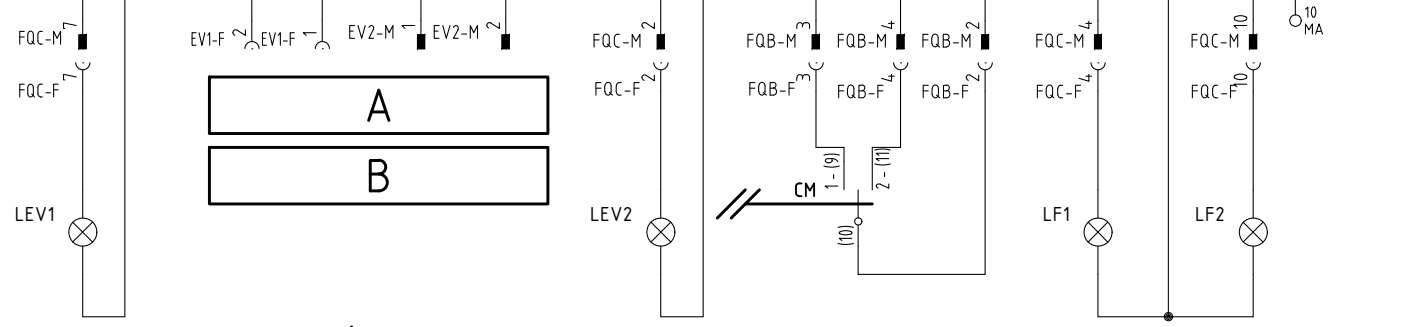 FQC-M 7
EV1-F 2
EV1-F 1
EV2-M 1
EV2-M 2
FQC-M 2
FQB-M 3
FQB-M 4
FQB-M 2
FQC-M 4
FQC-M 10
10
MA
FQC-F 7
FQC-F 2
FQB-F 3
FQB-F 4
FQB-F 2
FQC-F 4
FQC-F 10
A
B
1 - (9)
2 - (11)
CM
(10)
LEV1
LEV2
LF1
LF2